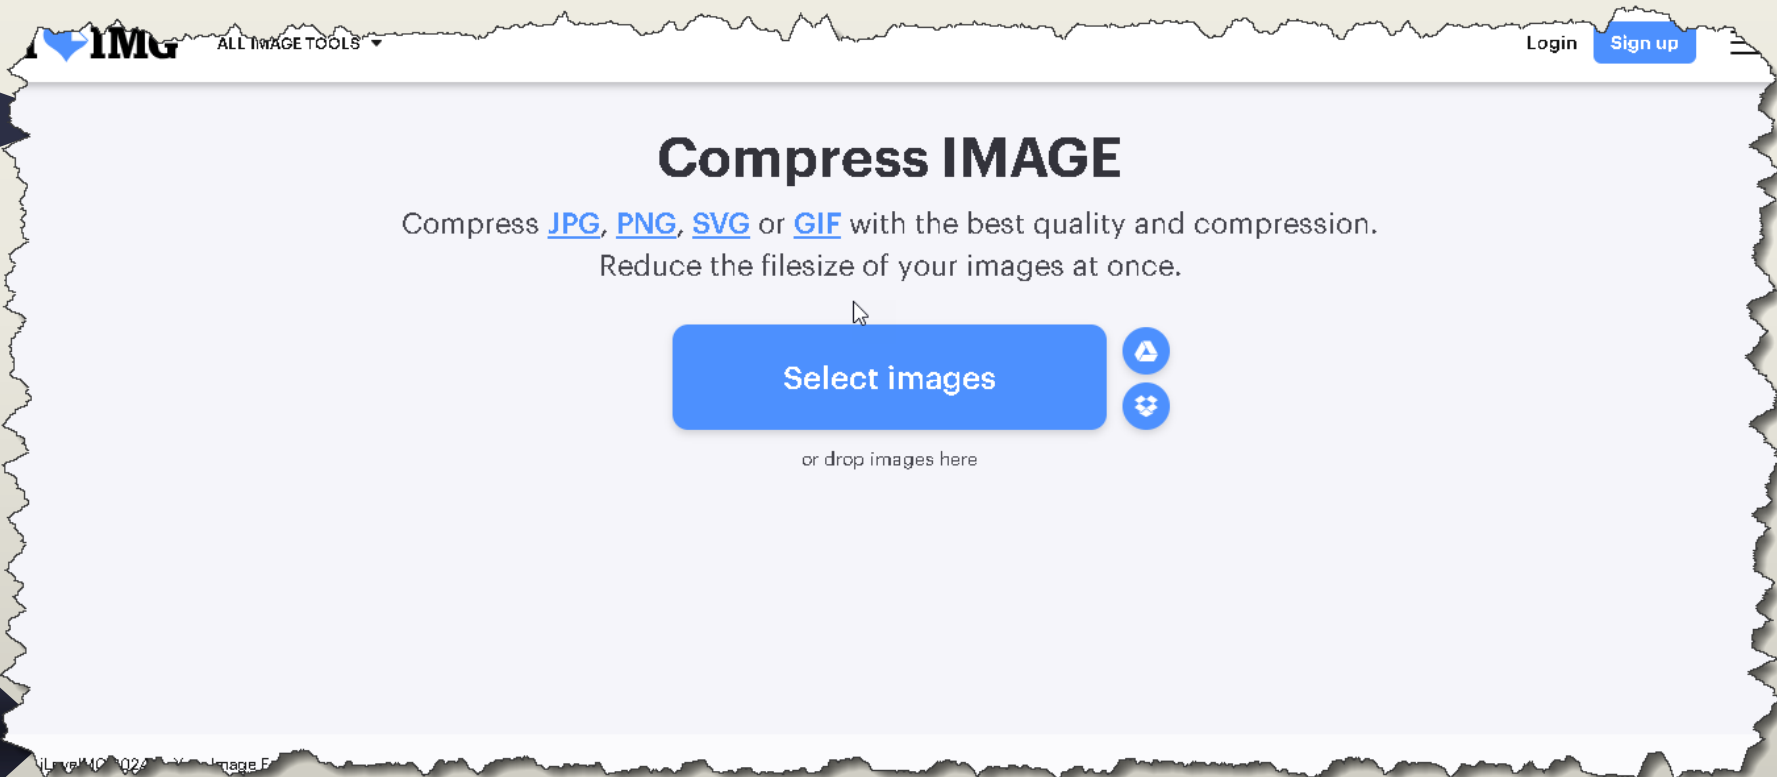 IMG
ALL IMAGE TOOLS
Login
Sign up
Compress IMAGE
Compress JPG, PNG, SVG or GIF with the best quality and compression.
Reduce the filesize of your images at once.
Select images
or drop images here